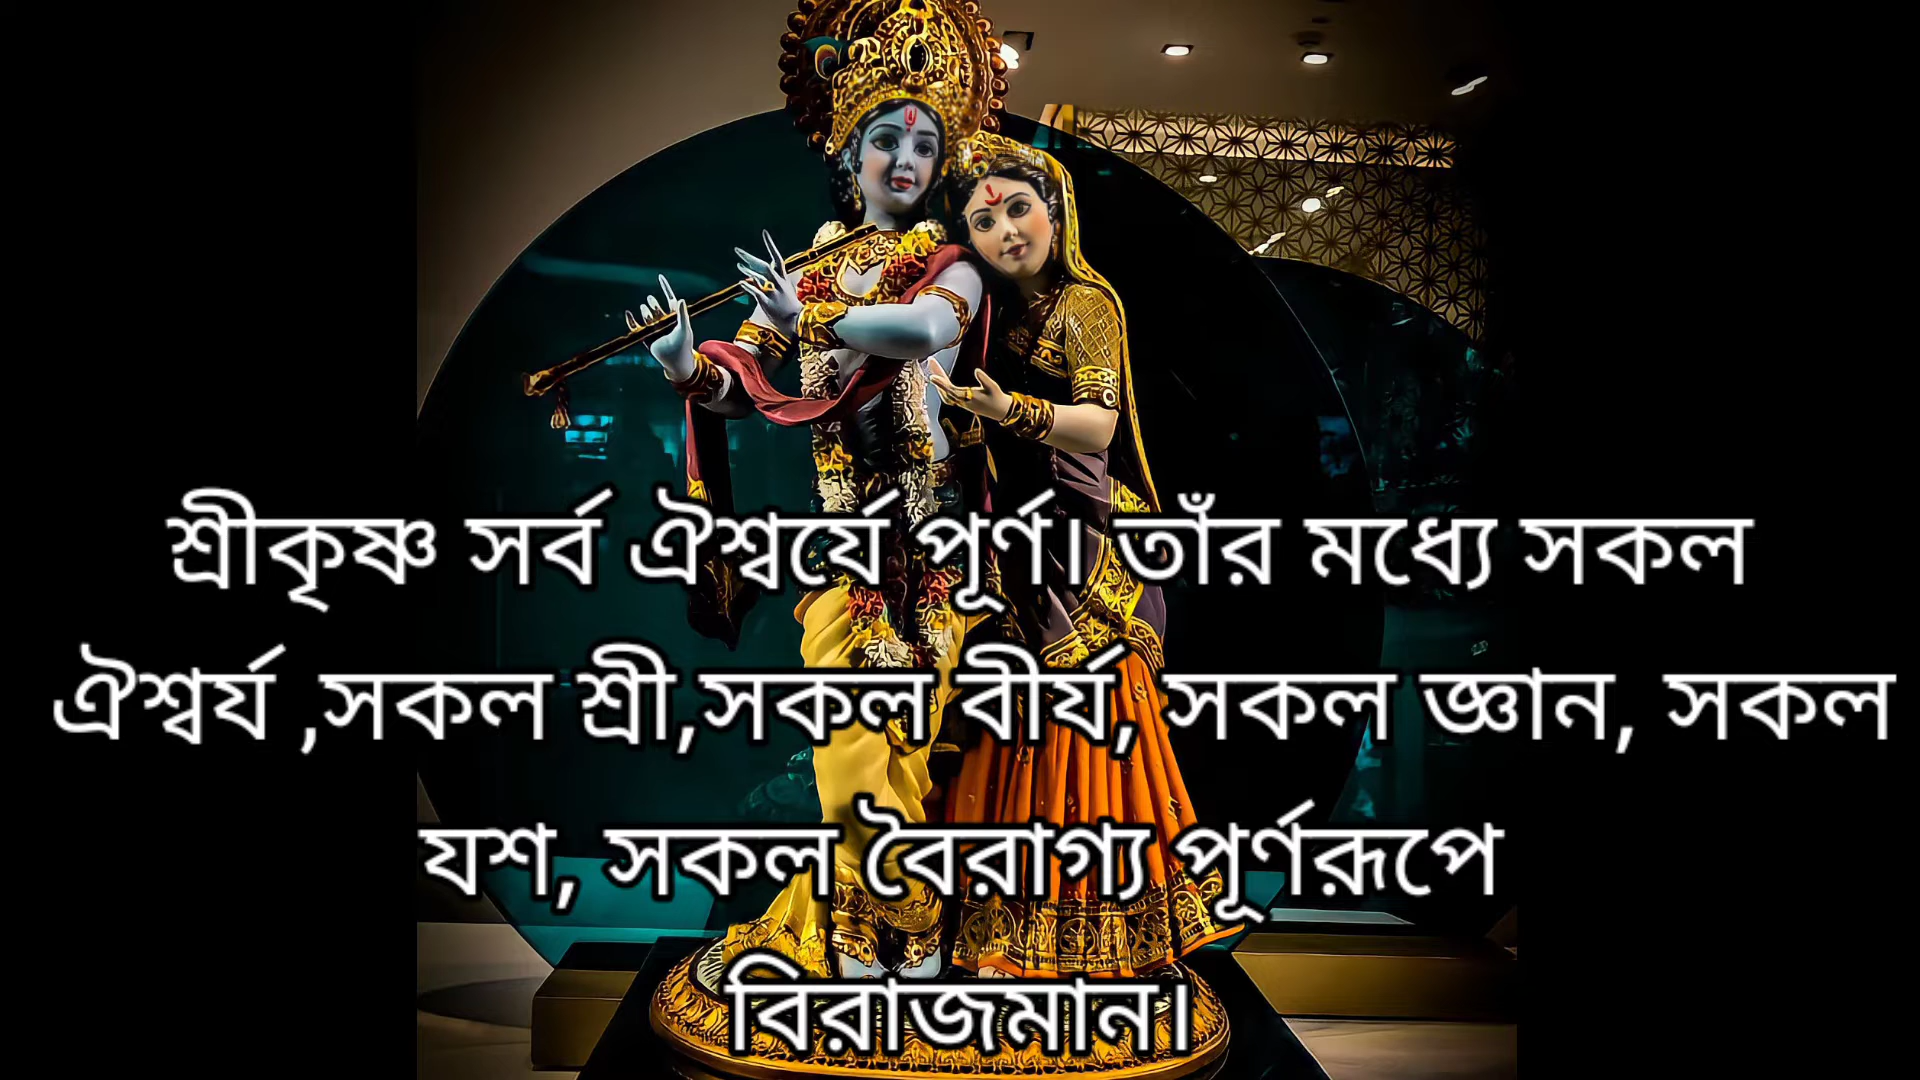 শ্রীকৃষ্ণ সর্ব ঐশ্বর্যে পূর্ণ। তাঁর মধ্যে সকল
ঐশ্বর্য ,সকল শ্রী,সকল বীর্য, সকল জ্ঞান, সকল
যশ, সকল বৈরাগ্য পূর্ণরূপে
বিরাজমান।